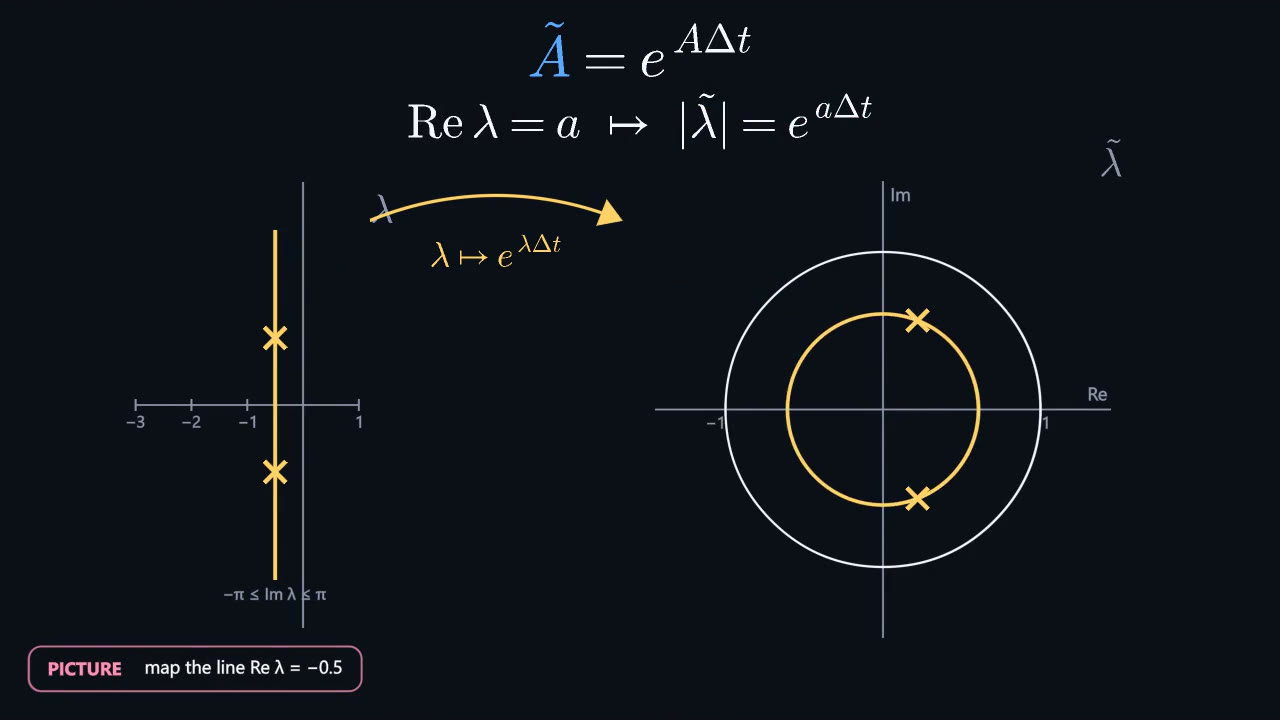 Ã = e^{AΔt}
Re λ = a ↦ |λ̃| = e^{aΔt}
λ̃
λ
Im
λ ↦ e^{λΔt}
Re
−3 −2 −1 1
−1 1
−π ≤ Im λ ≤ π
PICTURE map the line Re λ = −0.5